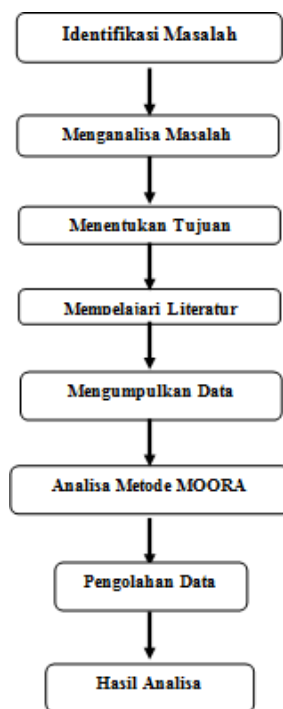 Identifikasi Masalah
Menganalisa Masalah
Menentukan Tujuan
Mempelajari Literatur
Mengumpulkan Data
Analisa Metode MOORA
Pengolahan Data
Hasil Analisa